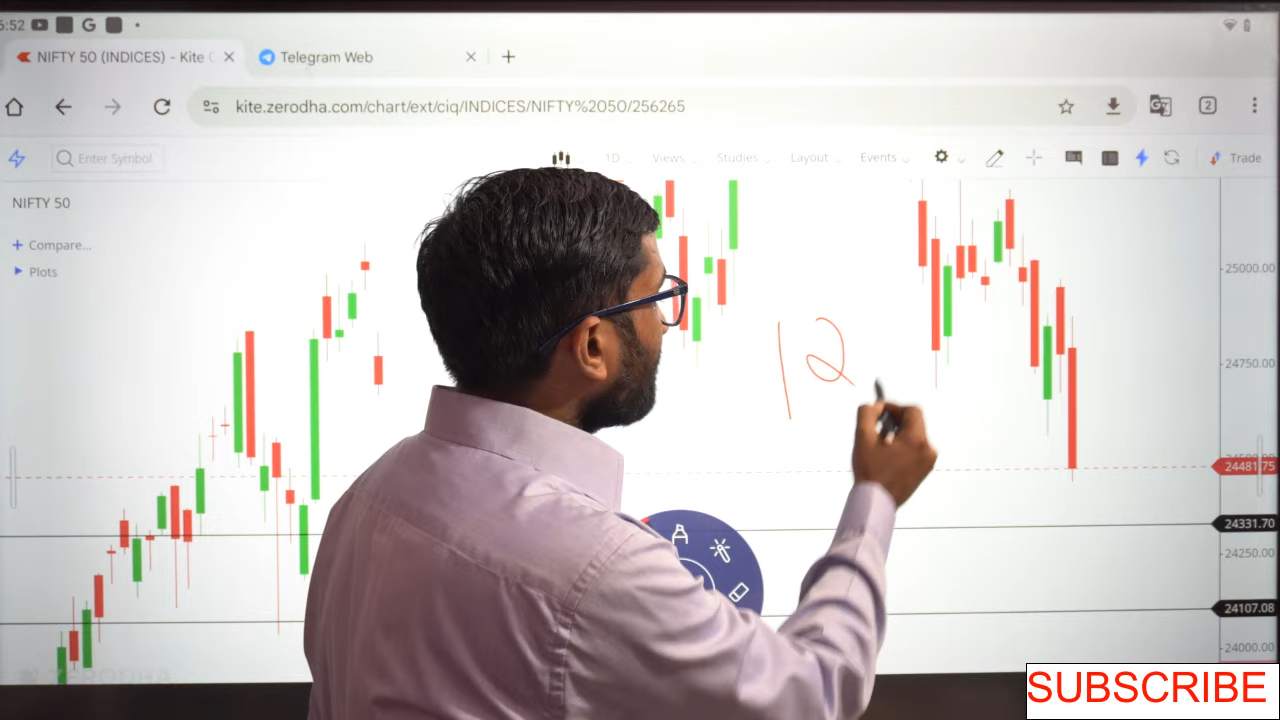 5:52
NIFTY 50 (INDICES) - Kite
Telegram Web
kite.zerodha.com/chart/ext/ciq/INDICES/NIFTY%2050/256265
2
Enter Symbol
1D
Views
Studies
Layout
Events
Trade
NIFTY 50
Compare...
Plots
25000.00
12
24750.00
24481.75
24331.70
24250.00
24107.08
24000.00
ZERODHA
SUBSCRIBE